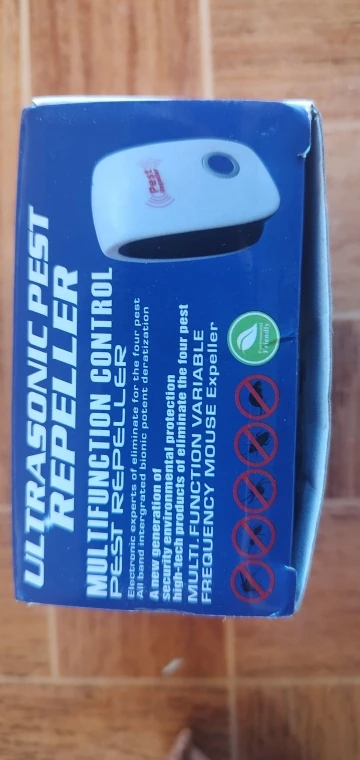 ULTRASONIC PEST
REPELLER
MULTIFUNCTION CONTROL
PEST REPELLER
Electronic experts of eliminate for the four pest
All band intergrated bionic potent deratization
A new generation of
security environmental protection
high-tech products of eliminate the four pest
MULTI.FUNCTION VARIABLE
FREQUENCY MOUSE Expeller
Pest
Friendly